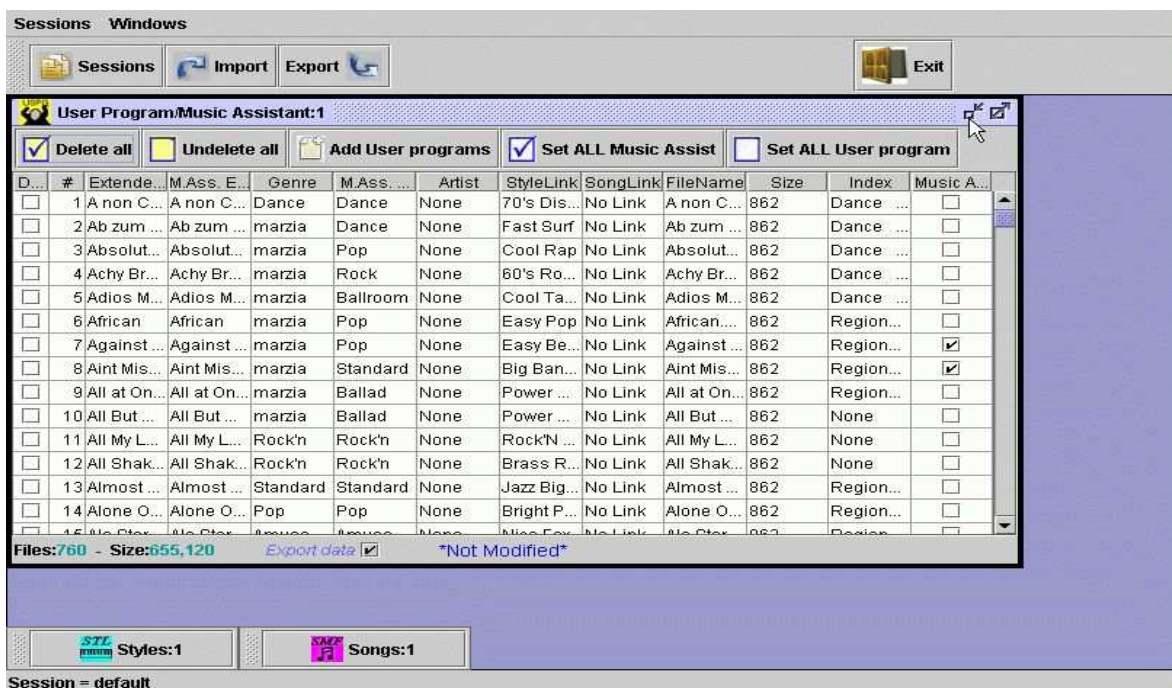 Sessions Windows
Sessions Import Export Exit
User Program/Music Assistant:1
Delete all Undelete all Add User programs Set ALL Music Assist Set ALL User program
D... # Extende... M.Ass. E... Genre M.Ass. ... Artist StyleLink SongLink FileName Size Index Music A...
1 A non C... A non C... Dance Dance None 70's Dis... No Link A non C... 862 Dance ...
2 Ab zum ... Ab zum ... marzia Dance None Fast Surf No Link Ab zum ... 862 Dance ...
3 Absolut... Absolut... marzia Pop None Cool Rap No Link Absolut... 862 Dance ...
4 Achy Br... Achy Br... marzia Rock None 60's Ro... No Link Achy Br... 862 Dance ...
5 Adios M... Adios M... marzia Ballroom None Cool Ta... No Link Adios M... 862 Dance ...
6 African African marzia Pop None Easy Pop No Link African.... 862 Region...
7 Against ... Against ... marzia Pop None Easy Be... No Link Against ... 862 Region...
8 Aint Mis... Aint Mis... marzia Standard None Big Ban... No Link Aint Mis... 862 Region...
9 All at On... All at On... marzia Ballad None Power ... No Link All at On... 862 Region...
10 All But ... All But ... marzia Ballad None Power ... No Link All But ... 862 None
11 All My L... All My L... Rock'n Rock'n None Rock'N ... No Link All My L... 862 None
12 All Shak... All Shak... Rock'n Rock'n None Brass R... No Link All Shak... 862 None
13 Almost ... Almost ... Standard Standard None Jazz Big... No Link Almost ... 862 Region...
14 Alone O... Alone O... Pop Pop None Bright P... No Link Alone O... 862 Region...
Files:760 - Size:655,120 Export data *Not Modified*
STL Styles:1 SMF Songs:1
Session = default